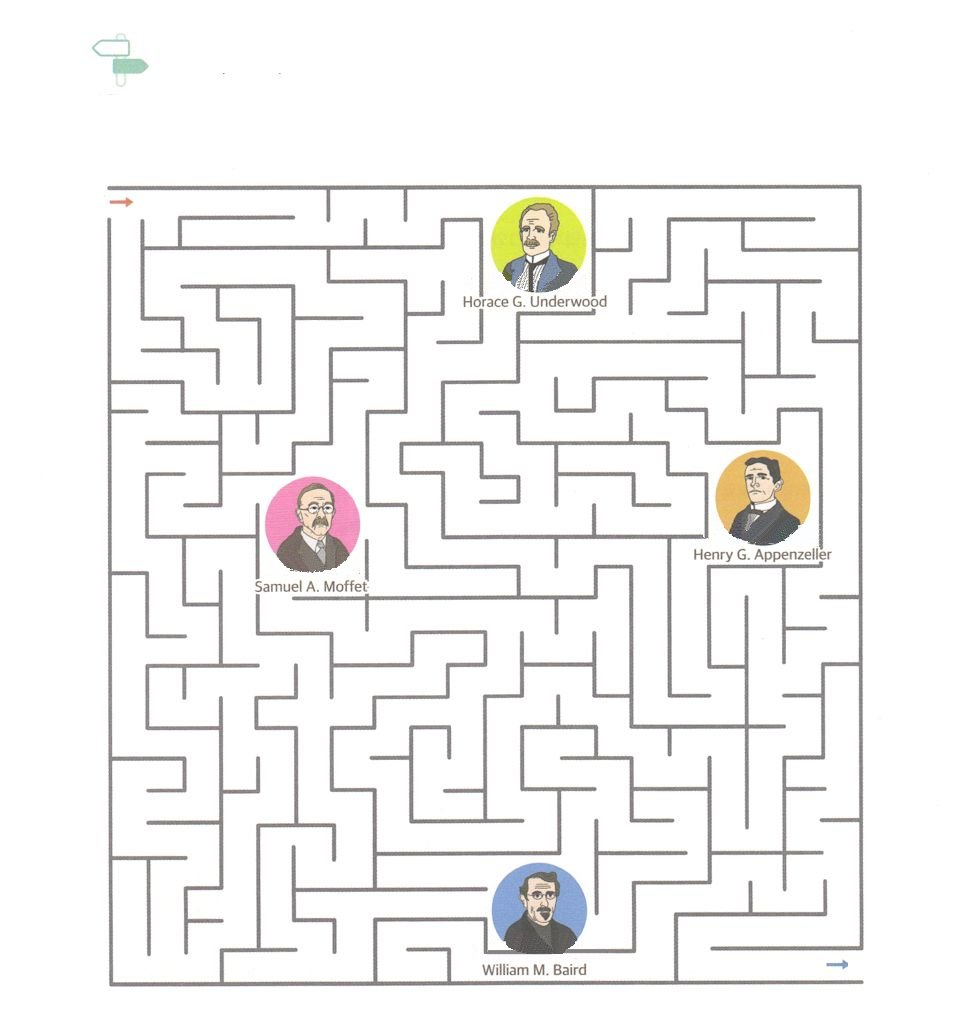 Horace G. Underwood
Henry G. Appenzeller
Samuel A. Moffet
William M. Baird